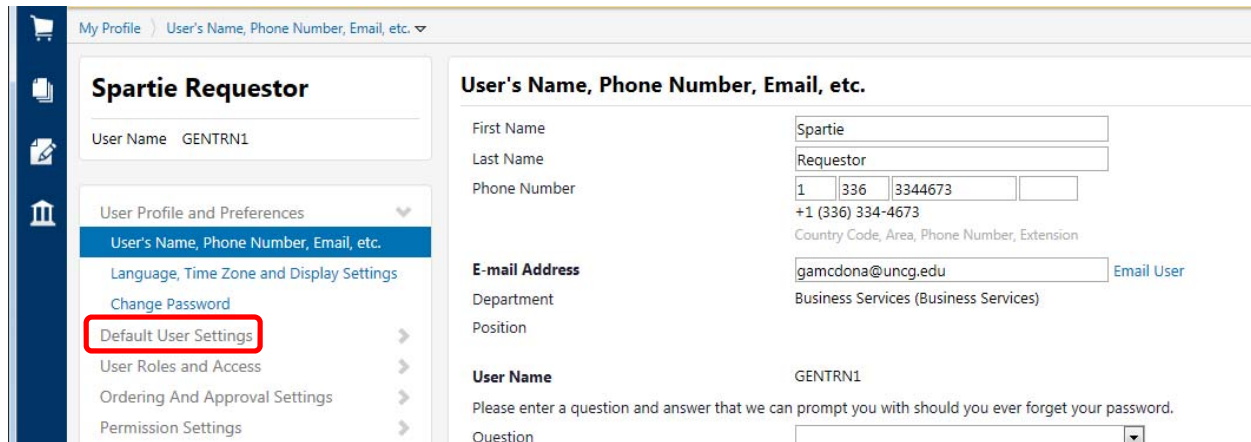 My Profile 〉 User's Name, Phone Number, Email, etc.
Spartie Requestor
User Name GENTRN1
User Profile and Preferences
User's Name, Phone Number, Email, etc.
Language, Time Zone and Display Settings
Change Password
Default User Settings
User Roles and Access
Ordering And Approval Settings
Permission Settings
User's Name, Phone Number, Email, etc.
First Name Spartie
Last Name Requestor
Phone Number 1 336 3344673
+1 (336) 334-4673
Country Code, Area, Phone Number, Extension
E-mail Address gamcdona@uncg.edu Email User
Department Business Services (Business Services)
Position
User Name GENTRN1
Please enter a question and answer that we can prompt you with should you ever forget your password.
Question